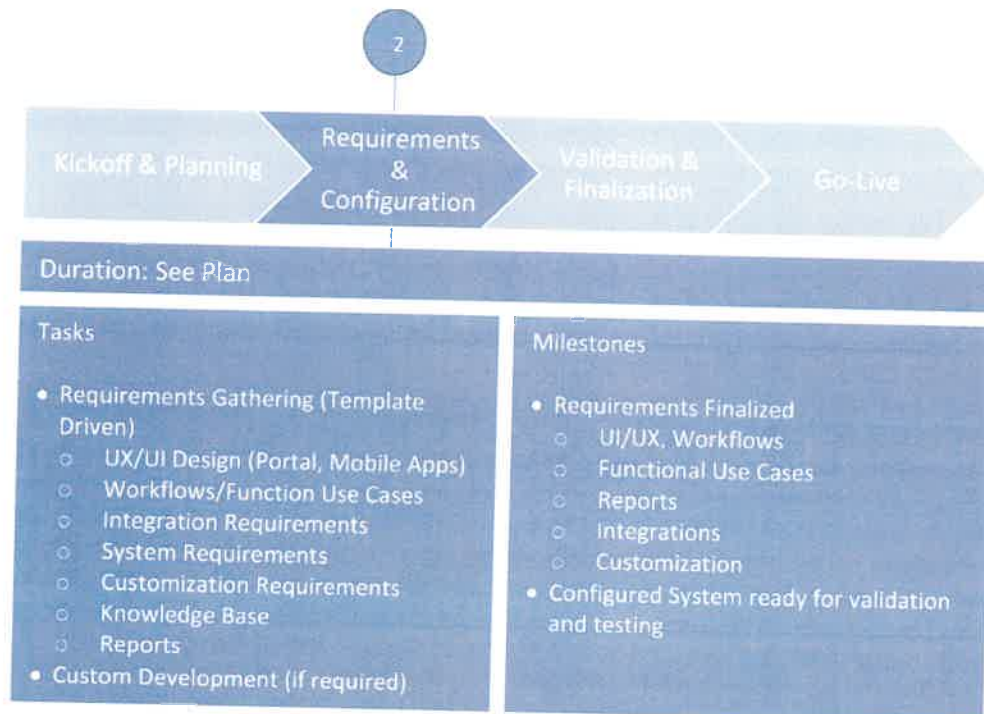 2
Kickoff & Planning
Requirements
&
Configuration
Validation &
Finalization
Go-Live
Duration: See Plan
Tasks
• Requirements Gathering (Template
Driven)
○ UX/UI Design (Portal, Mobile Apps)
○ Workflows/Function Use Cases
○ Integration Requirements
○ System Requirements
○ Customization Requirements
○ Knowledge Base
○ Reports
• Custom Development (if required)
Milestones
• Requirements Finalized
○ UI/UX, Workflows
○ Functional Use Cases
○ Reports
○ Integrations
○ Customization
• Configured System ready for validation
and testing